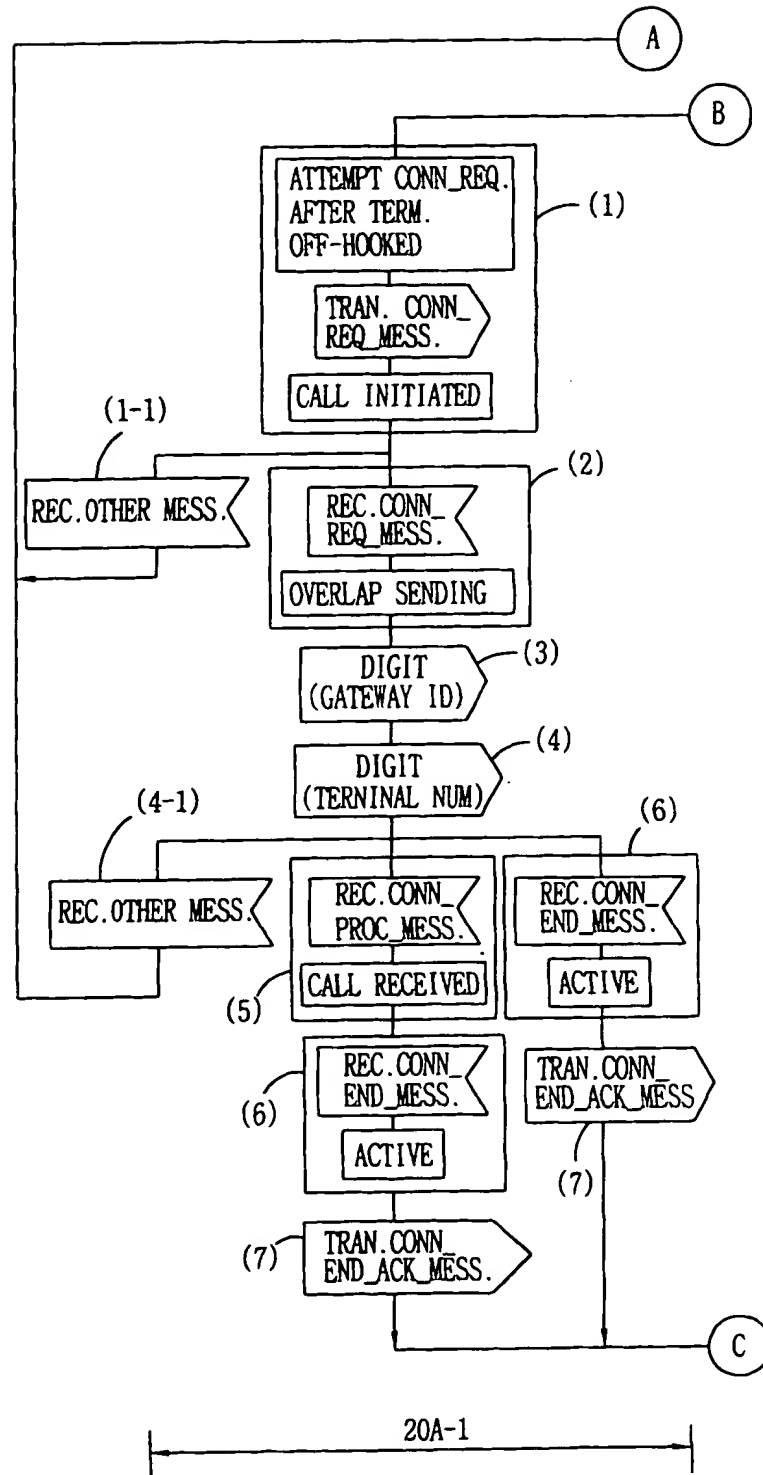 A
B
ATTEMPT CONN_REQ.
AFTER TERM.
OFF-HOOKED
(1)
TRAN. CONN_
REQ_MESS.
CALL INITIATED
(1-1)
(2)
REC.OTHER MESS.
REC.CONN_
REQ_MESS.
OVERLAP SENDING
(3)
DIGIT
(GATEWAY ID)
(4)
DIGIT
(TERNINAL NUM)
(4-1)
(6)
REC.OTHER MESS.
REC.CONN_
PROC_MESS.
REC.CONN_
END_MESS.
CALL RECEIVED
ACTIVE
(5)
REC.CONN_
END_MESS.
(6)
ACTIVE
TRAN.CONN_
END_ACK_MESS
(7)
(7)
TRAN.CONN_
END_ACK_MESS.
C
20A-1